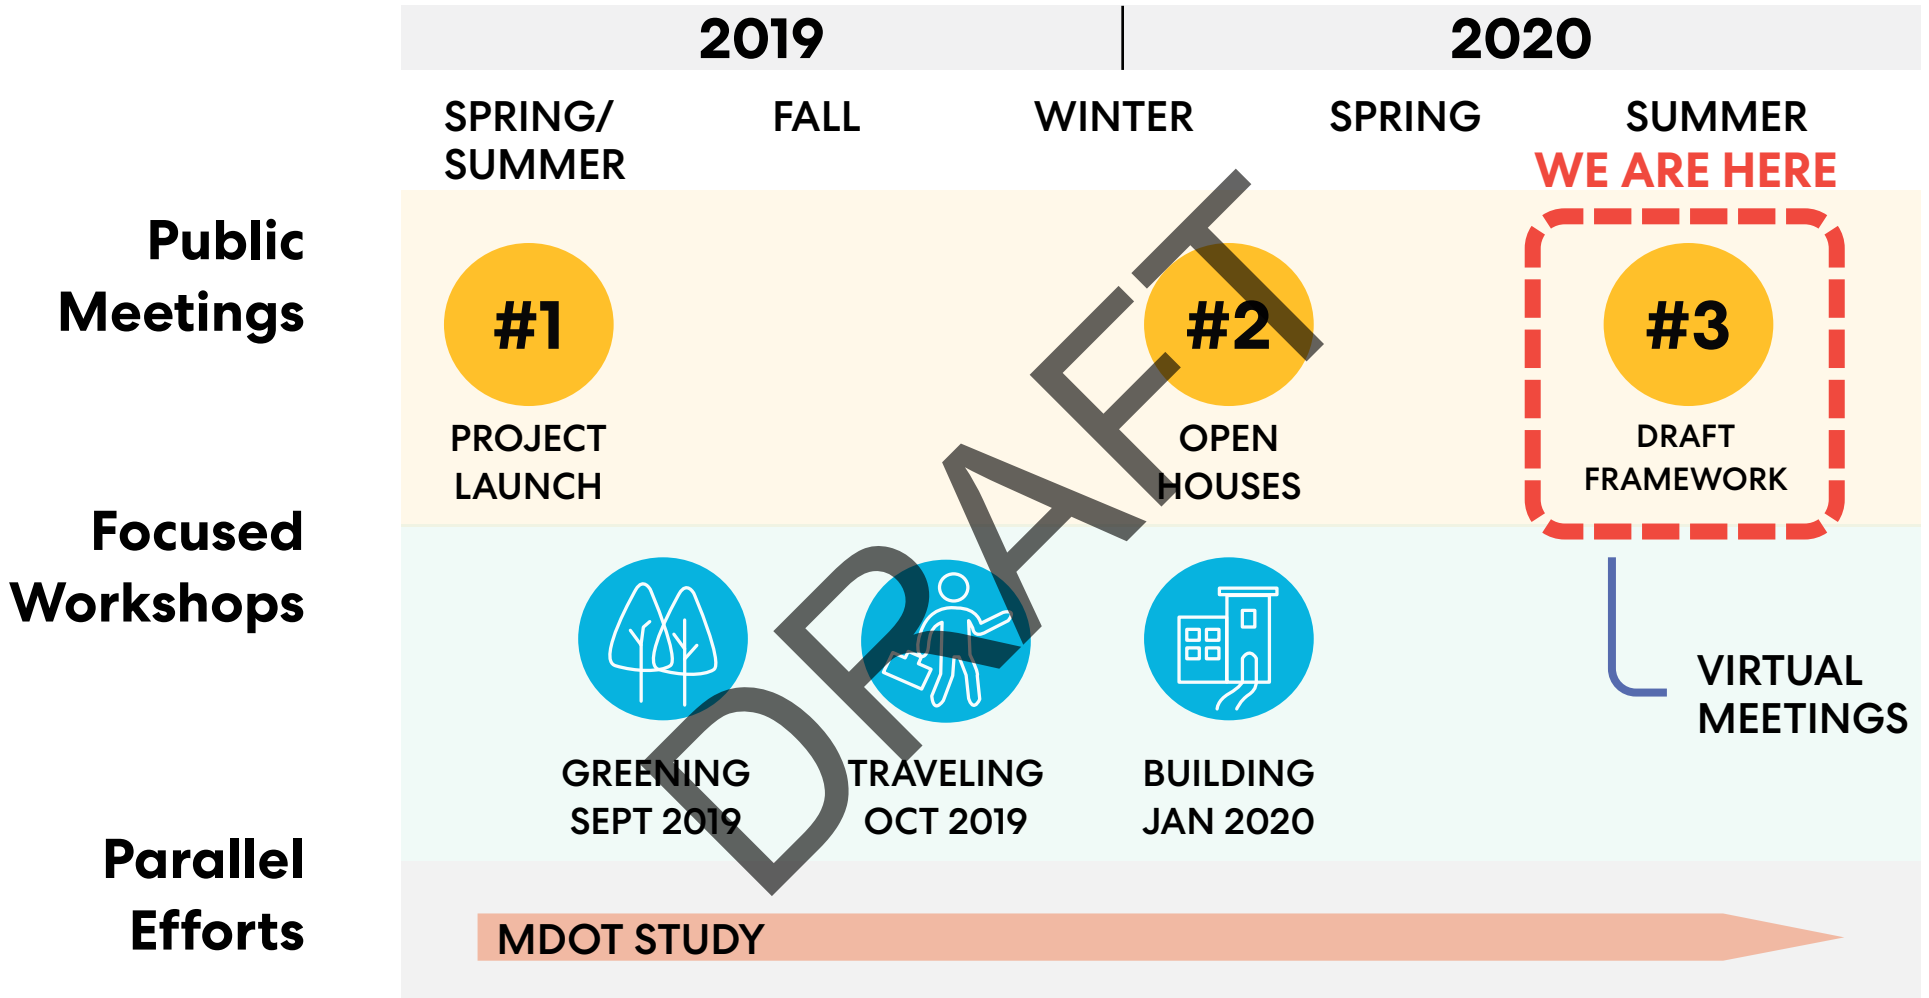 2019
2020
SPRING/
SUMMER
FALL
WINTER
SPRING
SUMMER
WE ARE HERE
Public
Meetings
#1
#2
#3
PROJECT
LAUNCH
OPEN
HOUSES
DRAFT
FRAMEWORK
Focused
Workshops
GREENING
SEPT 2019
TRAVELING
OCT 2019
BUILDING
JAN 2020
VIRTUAL
MEETINGS
Parallel
Efforts
MDOT STUDY
DRAFT